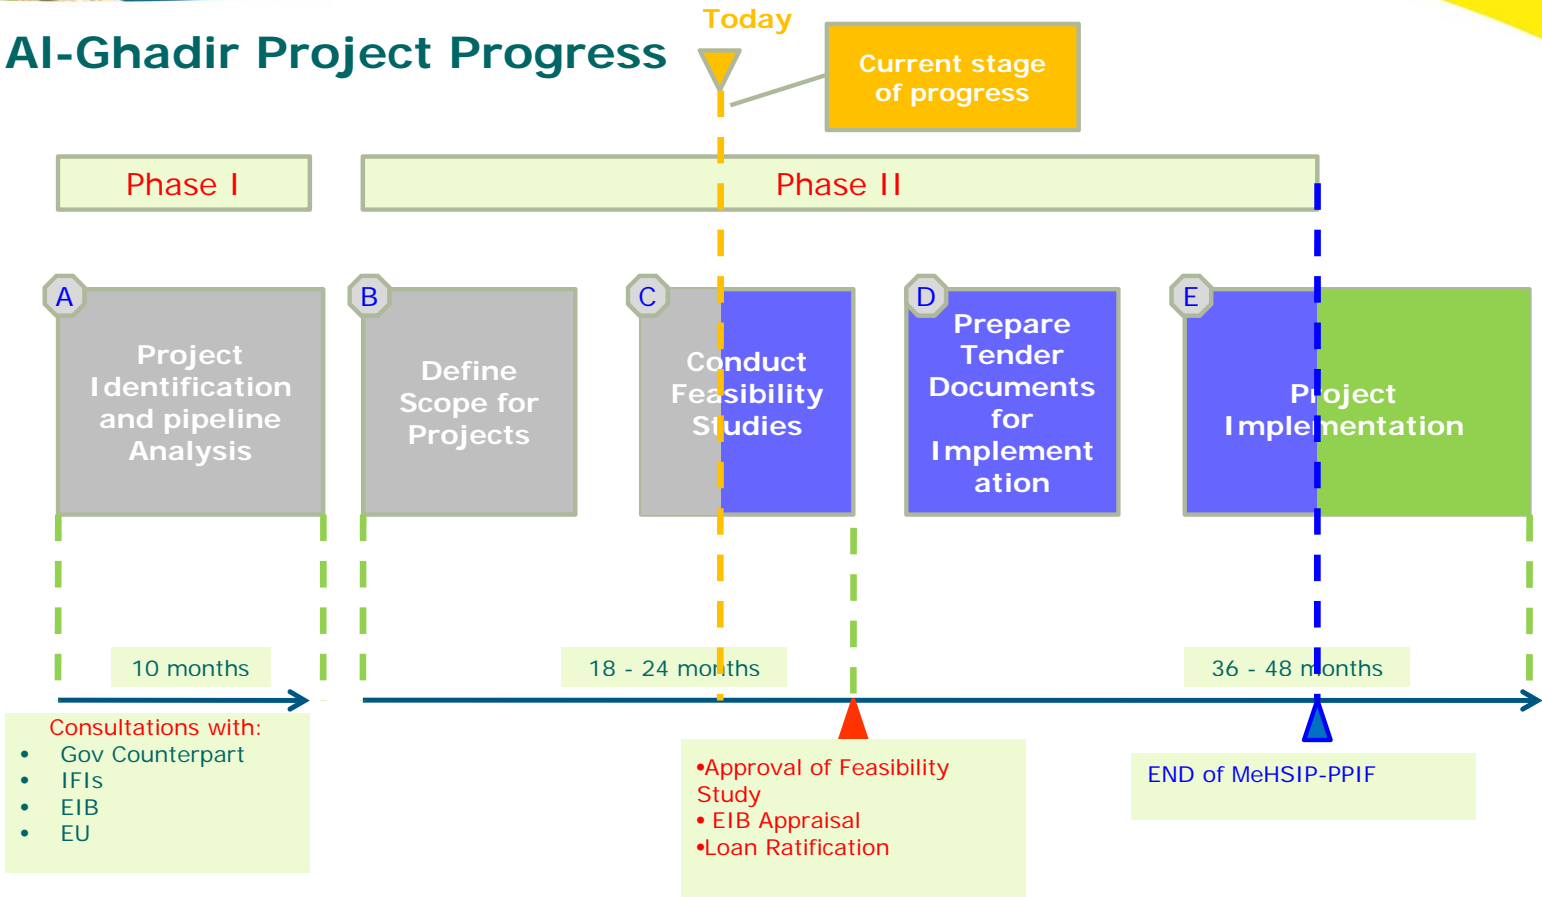 Today
Al-Ghadir Project Progress
Current stage
of progress
Phase I
Phase II
A
Project
Identification
and pipeline
Analysis
B
Define
Scope for
Projects
C
Conduct
Feasibility
Studies
D
Prepare
Tender
Documents
for
Implement
ation
E
Project
Implementation
10 months
18 - 24 months
36 - 48 months
Consultations with:
• Gov Counterpart
• IFIs
• EIB
• EU
•Approval of Feasibility
Study
• EIB Appraisal
•Loan Ratification
END of MeHSIP-PPIF